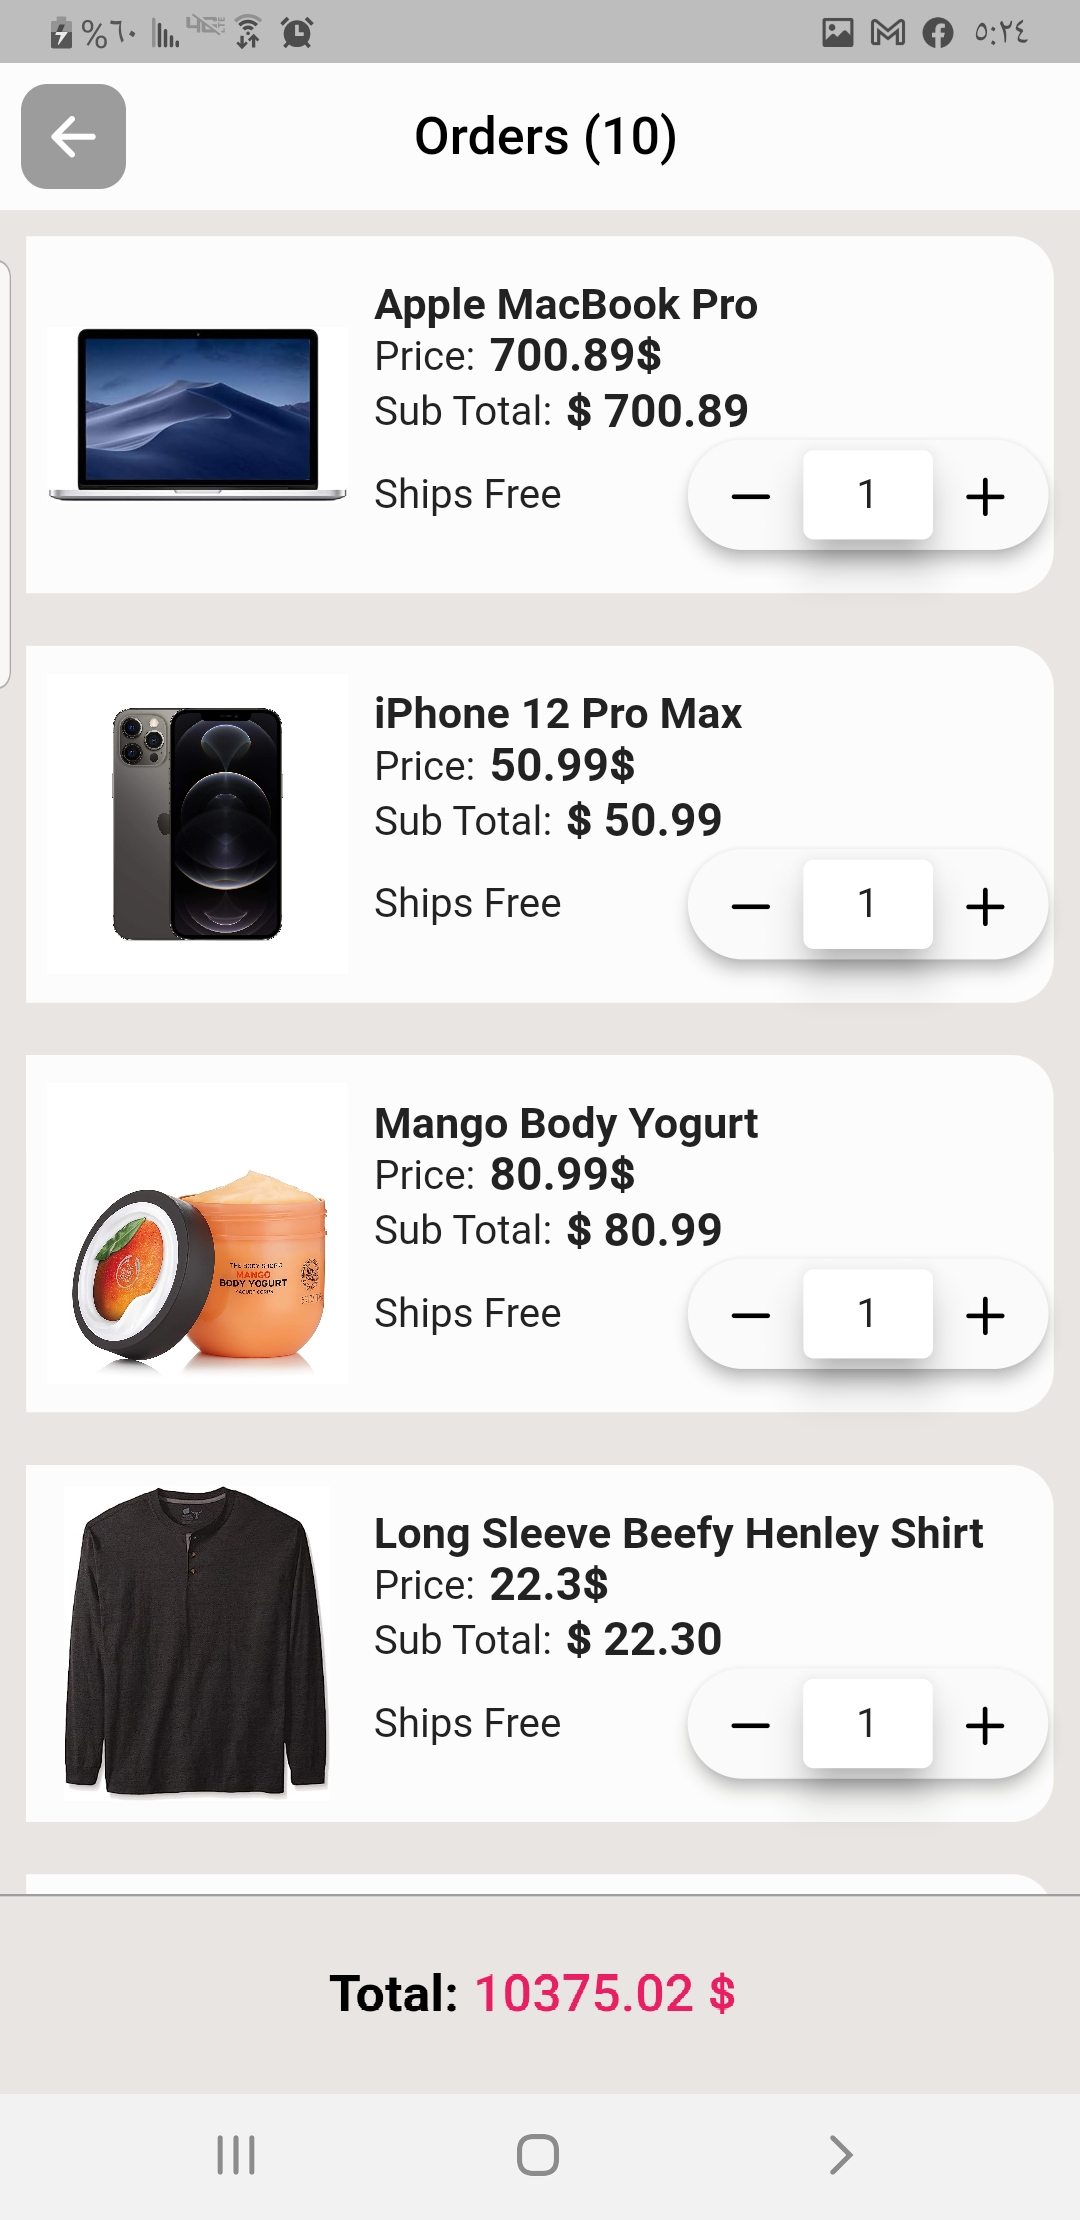 %٦٠ ٥:٢٤
Orders (10)
Apple MacBook Pro
Price: 700.89$
Sub Total: $ 700.89
Ships Free
1
iPhone 12 Pro Max
Price: 50.99$
Sub Total: $ 50.99
Ships Free
1
Mango Body Yogurt
Price: 80.99$
Sub Total: $ 80.99
Ships Free
1
THE BODY SHOP
MANGO
BODY YOGURT
Long Sleeve Beefy Henley Shirt
Price: 22.3$
Sub Total: $ 22.30
Ships Free
1
Total: 10375.02 $